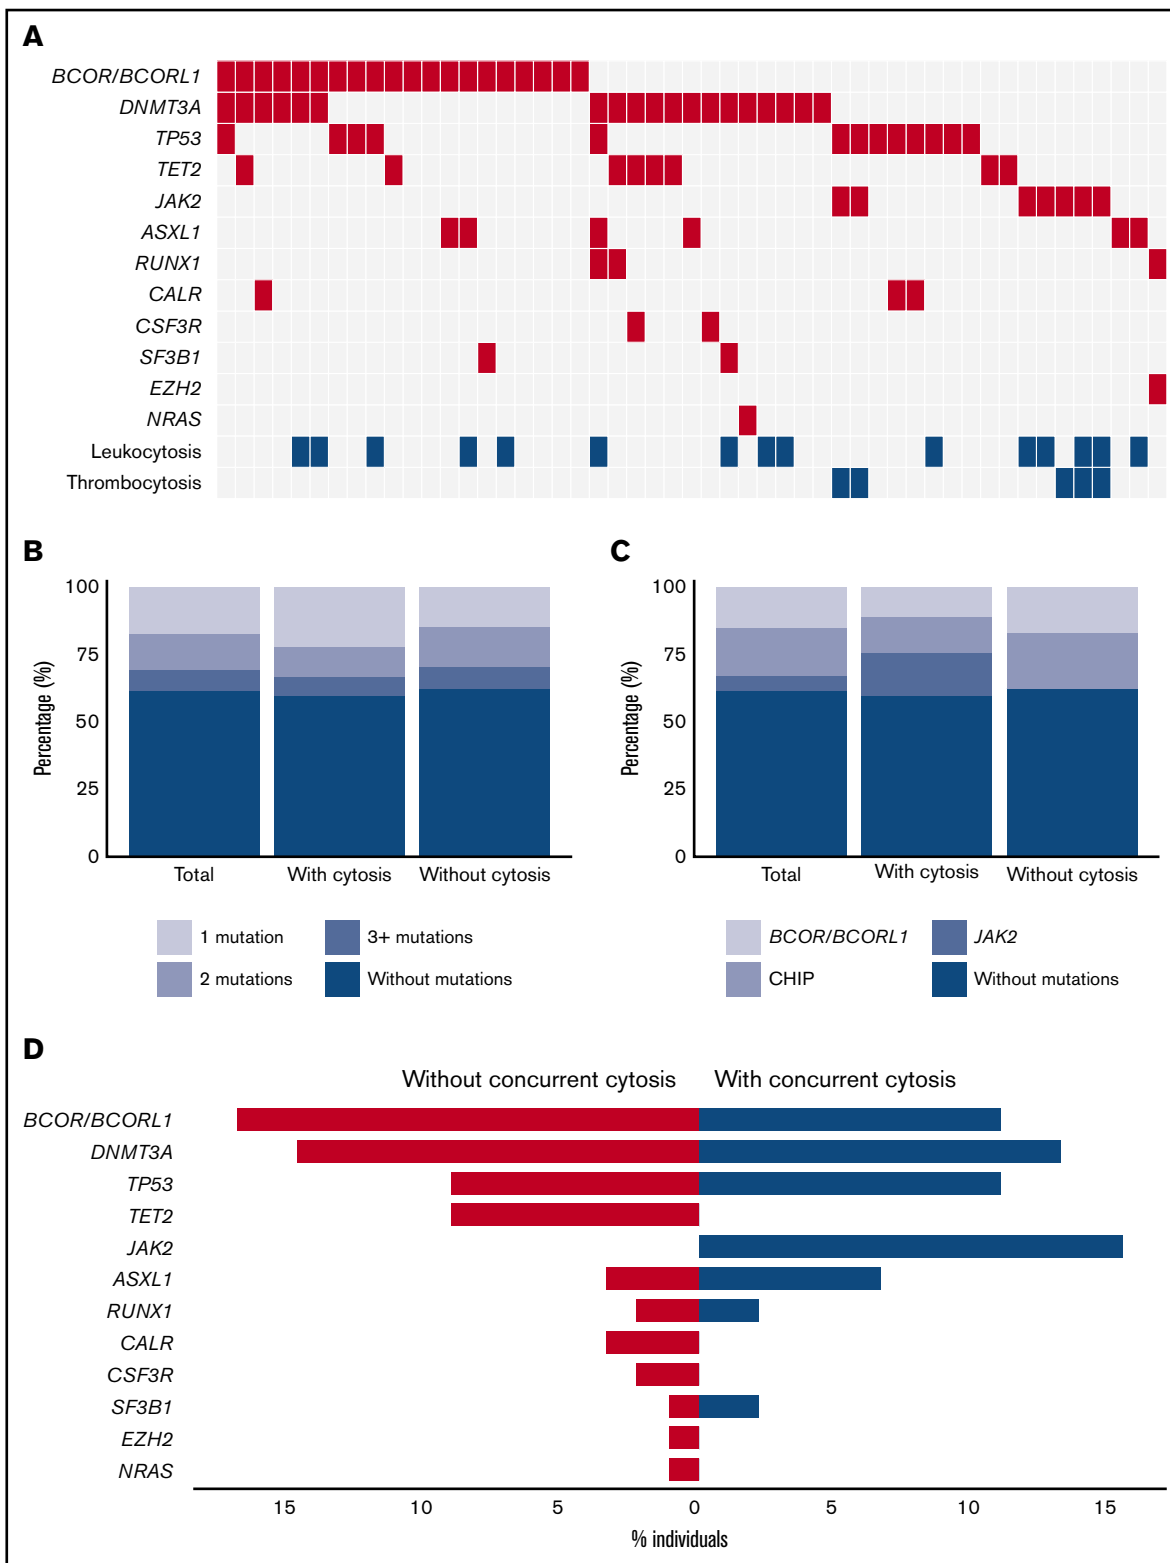 A
BCOR/BCORL1
DNMT3A
TP53
TET2
JAK2
ASXL1
RUNX1
CALR
CSF3R
SF3B1
EZH2
NRAS
Leukocytosis
Thrombocytosis
B
Percentage (%)
100
75
50
25
0
Total With cytosis Without cytosis
1 mutation 3+ mutations
2 mutations Without mutations
C
Percentage (%)
100
75
50
25
0
Total With cytosis Without cytosis
BCOR/BCORL1 JAK2
CHIP Without mutations
D
Without concurrent cytosis With concurrent cytosis
BCOR/BCORL1
DNMT3A
TP53
TET2
JAK2
ASXL1
RUNX1
CALR
CSF3R
SF3B1
EZH2
NRAS
15 10 5 0 5 10 15
% individuals